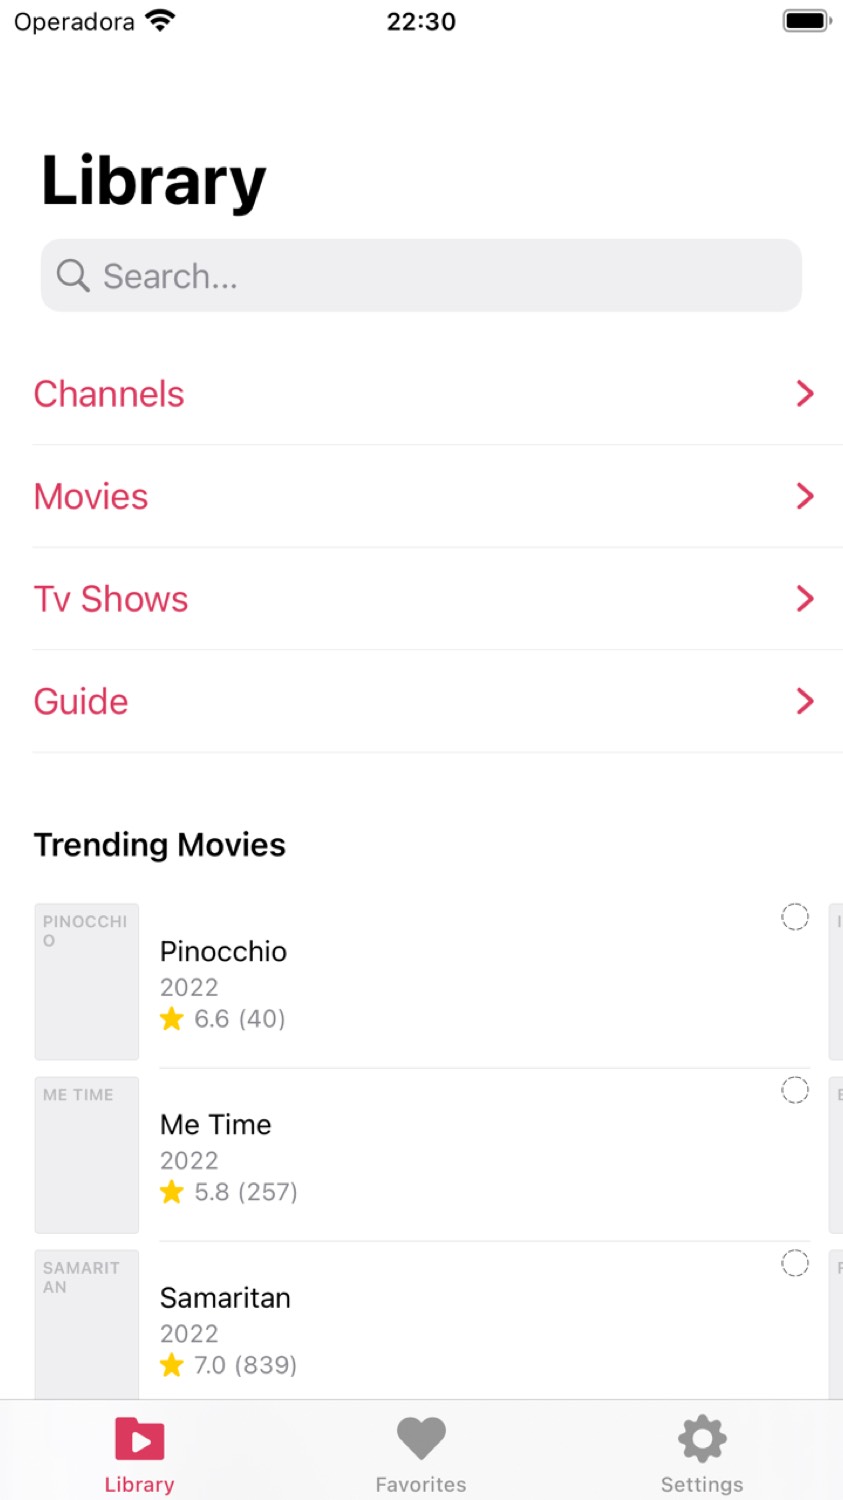 Operadora 22:30
Library
Search...
Channels
Movies
Tv Shows
Guide
Trending Movies
PINOCCHI
O
Pinocchio
2022
6.6 (40)
ME TIME
Me Time
2022
5.8 (257)
SAMARIT
AN
Samaritan
2022
7.0 (839)
Library Favorites Settings